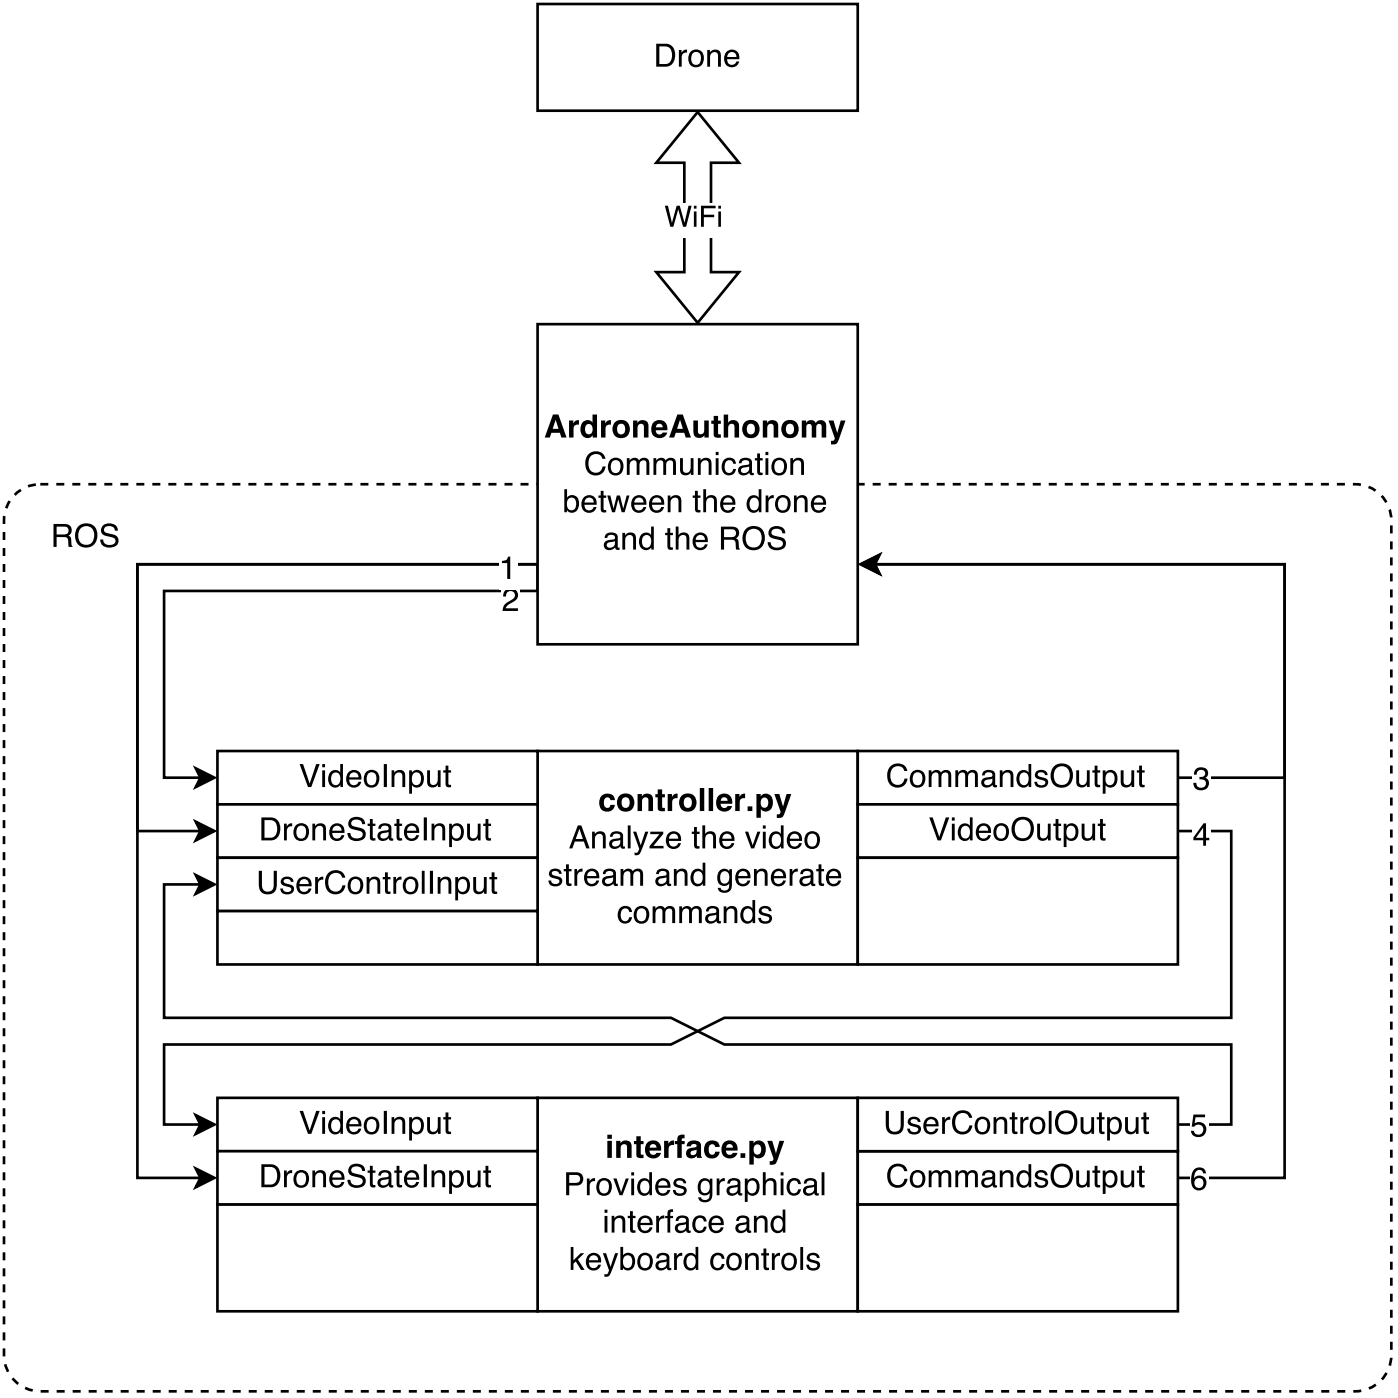 Drone
WiFi
ArdroneAuthonomy
Communication
between the drone
and the ROS
ROS
1
2
VideoInput
DroneStateInput
UserControlInput
controller.py
Analyze the video
stream and generate
commands
CommandsOutput
3
VideoOutput
4
VideoInput
DroneStateInput
interface.py
Provides graphical
interface and
keyboard controls
UserControlOutput
5
CommandsOutput
6